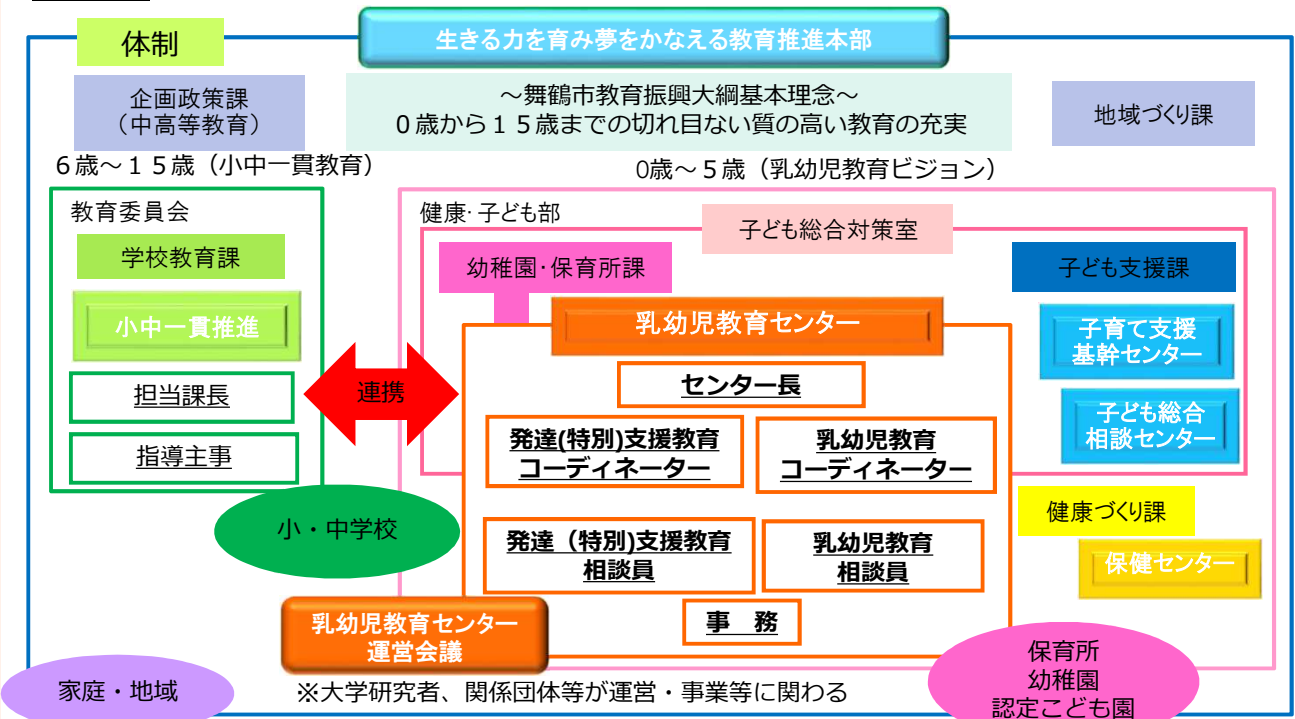 体制
生きる力を育み夢をかなえる教育推進本部
企画政策課
（中高等教育）
～舞鶴市教育振興大綱基本理念～
０歳から１５歳までの切れ目ない質の高い教育の充実
地域づくり課
６歳～１５歳（小中一貫教育）
0歳～５歳（乳幼児教育ビジョン）
教育委員会
学校教育課
小中一貫推進
担当課長
指導主事
連携
小・中学校
健康･子ども部
子ども総合対策室
幼稚園･保育所課
子ども支援課
乳幼児教育センター
センター長
発達(特別)支援教育
コーディネーター
乳幼児教育
コーディネーター
発達（特別)支援教育
相談員
乳幼児教育
相談員
事　務
子育て支援
基幹センター
子ども総合
相談センター
健康づくり課
保健センター
乳幼児教育センター
運営会議
家庭・地域
※大学研究者、関係団体等が運営・事業等に関わる
保育所
幼稚園
認定こども園